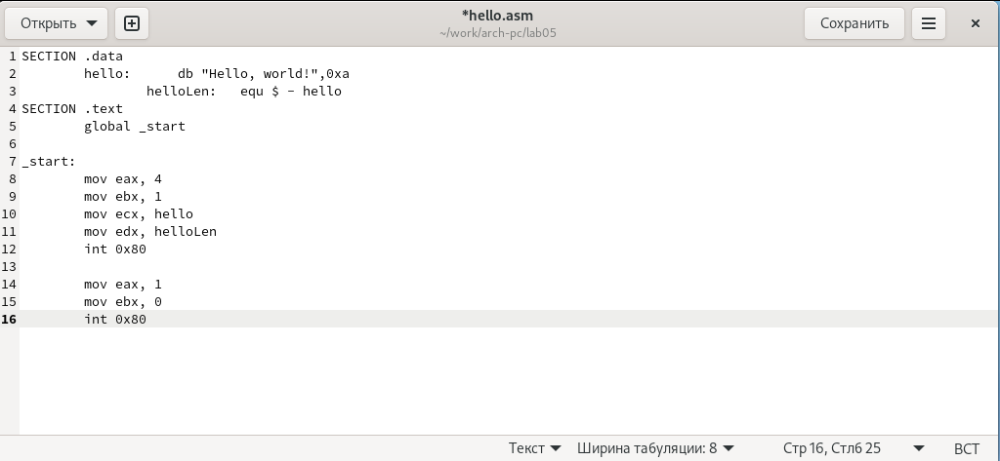 Открыть
*hello.asm
~/work/arch-pc/lab05
Сохранить
1 SECTION .data
2         hello:      db "Hello, world!",0xa
3                 helloLen:   equ $ - hello
4 SECTION .text
5         global _start
6
7 _start:
8         mov eax, 4
9         mov ebx, 1
10         mov ecx, hello
11         mov edx, helloLen
12         int 0x80
13
14         mov eax, 1
15         mov ebx, 0
16         int 0x80
Текст Ширина табуляции: 8 Стр 16, Стлб 25 ВСТ